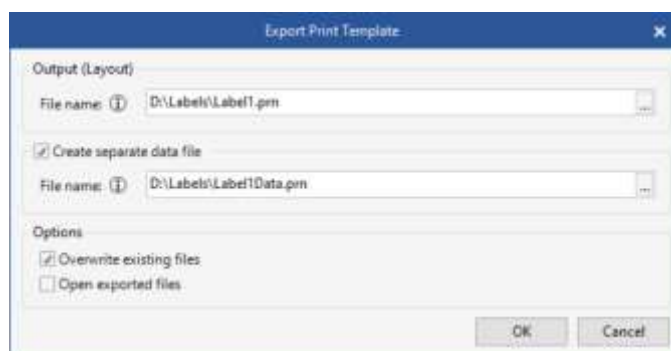 Export Print Template
Output (Layout)
File name: D:\Labels\Label1.prn
...
Create separate data file
File name: D:\Labels\Label1Data.prn
...
Options
Overwrite existing files
Open exported files
OK Cancel